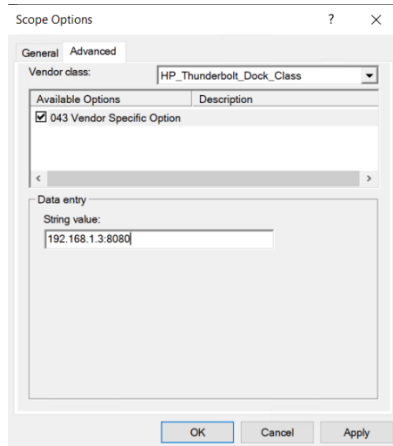 Scope Options ? ×
General Advanced
Vendor class: HP_Thunderbolt_Dock_Class
Available Options Description
043 Vendor Specific Option
Data entry
String value:
192.168.1.3:8080
OK Cancel Apply